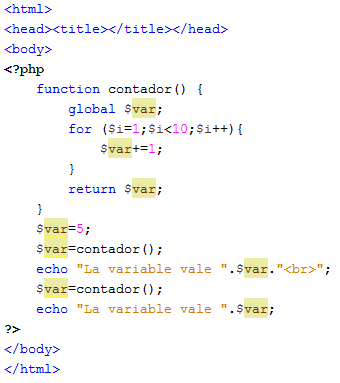 <html>
<head><title></title></head>
<body>
<?php
    function contador() {
        global $var;
        for ($i=1;$i<10;$i++){
            $var+=1;
        }
        return $var;
    }
    $var=5;
    $var=contador();
    echo "La variable vale ".$var."<br>";
    $var=contador();
    echo "La variable vale ".$var;
?>
</body>
</html>